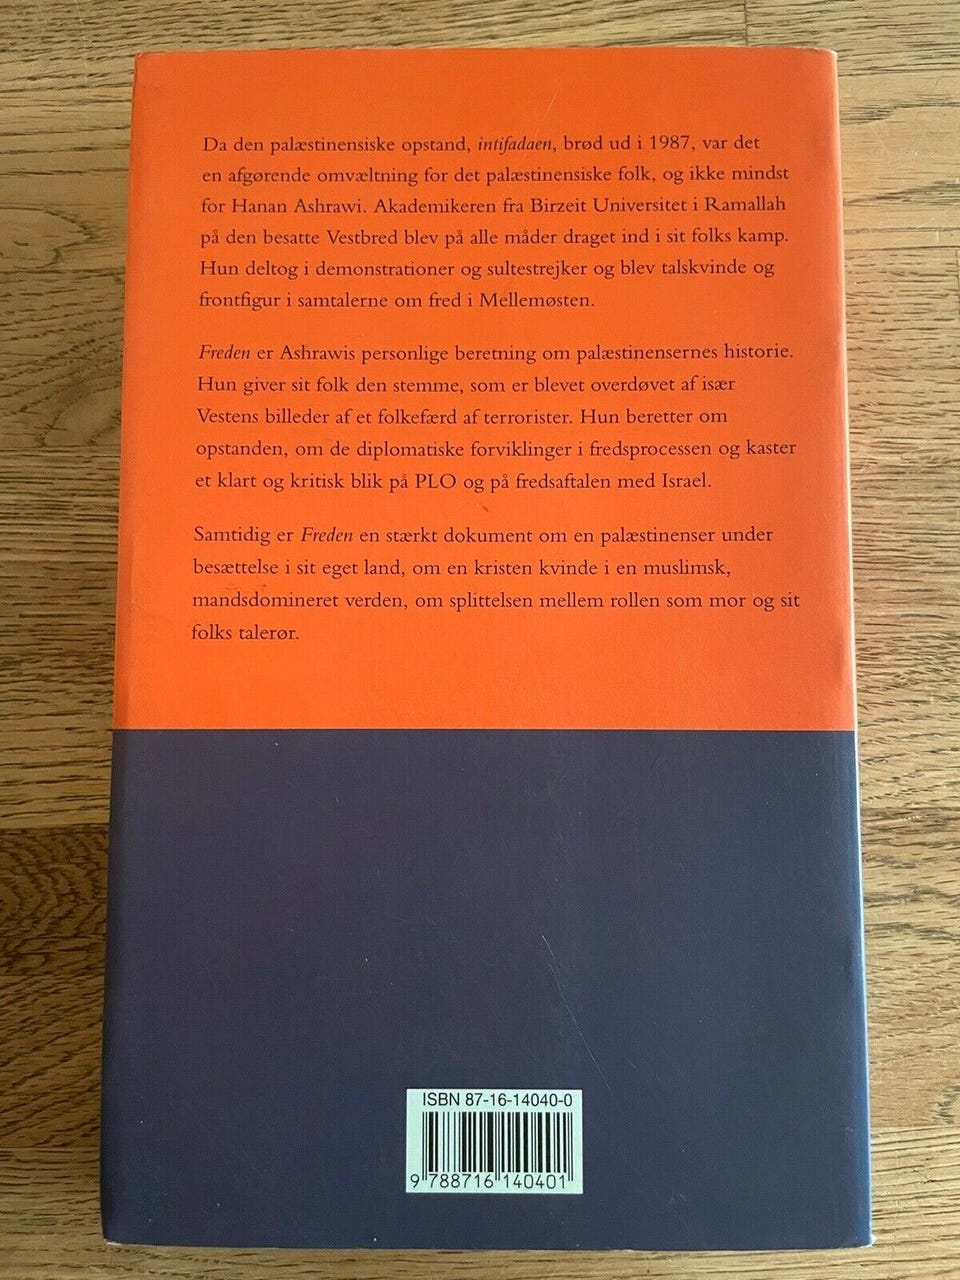 Da den palæstinensiske opstand, intifadaen, brød ud i 1987, var det
en afgørende omvæltning for det palæstinensiske folk, og ikke mindst
for Hanan Ashrawi. Akademikeren fra Birzeit Universitet i Ramallah
på den besatte Vestbred blev på alle måder draget ind i sit folks kamp.
Hun deltog i demonstrationer og sultestrejker og blev talskvinde og
frontfigur i samtalerne om fred i Mellemøsten.
Freden er Ashrawis personlige beretning om palæstinensernes historie.
Hun giver sit folk den stemme, som er blevet overdøvet af især
Vestens billeder af et folkefærd af terrorister. Hun beretter om
opstanden, om de diplomatiske forviklinger i fredsprocessen og kaster
et klart og kritisk blik på PLO og på fredsaftalen med Israel.
Samtidig er Freden en stærkt dokument om en palæstinenser under
besættelse i sit eget land, om en kristen kvinde i en muslimsk,
mandsdomineret verden, om splittelsen mellem rollen som mor og sit
folks talerør.
ISBN 87-16-14040-0
9 788716 140401